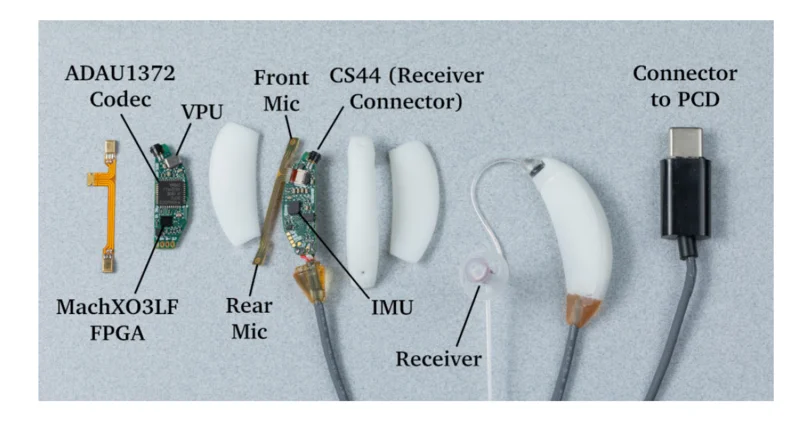 ADAU1372
Codec
VPU
Front
Mic
CS44 (Receiver
Connector)
Connector
to PCD
MachXO3LF
FPGA
Rear
Mic
IMU
Receiver